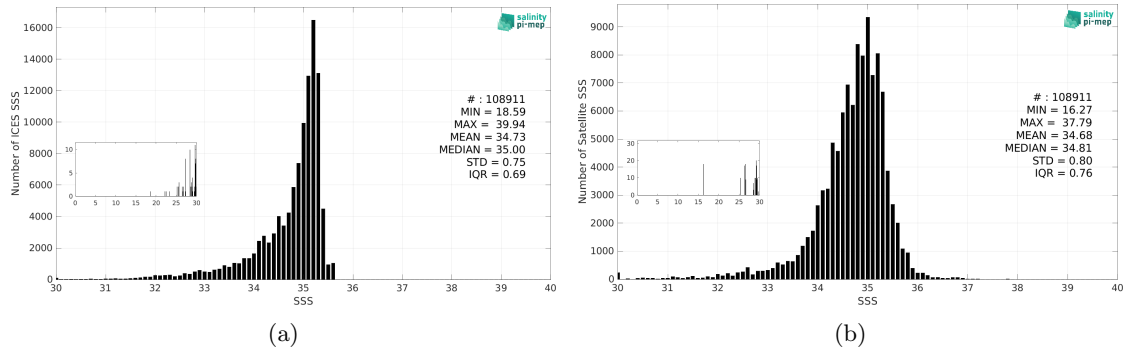 salinity
pi-mep
Number of ICES SSS
16000
14000
12000
10000
8000
6000
4000
2000
0
# : 108911
MIN = 18.59
MAX = 39.94
MEAN = 34.73
MEDIAN = 35.00
STD = 0.75
IQR = 0.69
10
5
0
0 5 10 15 20 25 30
30 31 32 33 34 35 36 37 38 39 40
SSS
(a)
salinity
pi-mep
Number of Satellite SSS
9000
8000
7000
6000
5000
4000
3000
2000
1000
0
# : 108911
MIN = 16.27
MAX = 37.79
MEAN = 34.68
MEDIAN = 34.81
STD = 0.80
IQR = 0.76
30
20
10
0
0 5 10 15 20 25 30
30 31 32 33 34 35 36 37 38 39 40
SSS
(b)